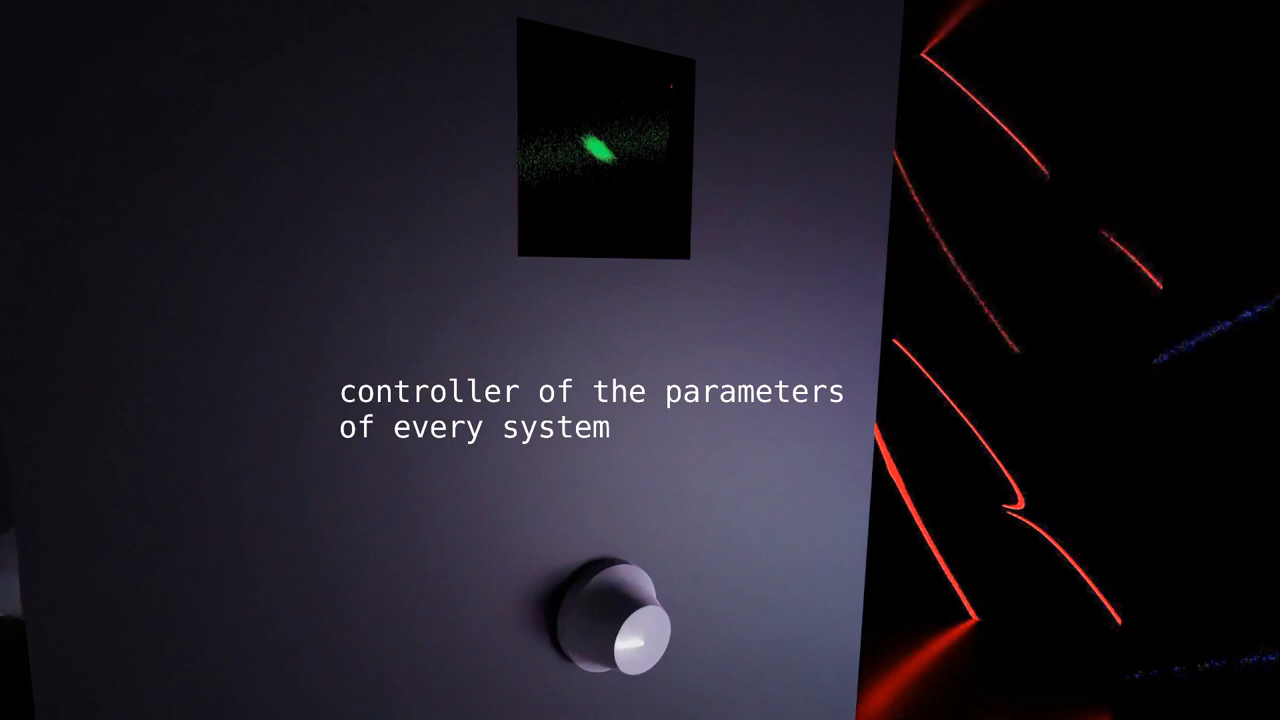 controller of the parameters
of every system